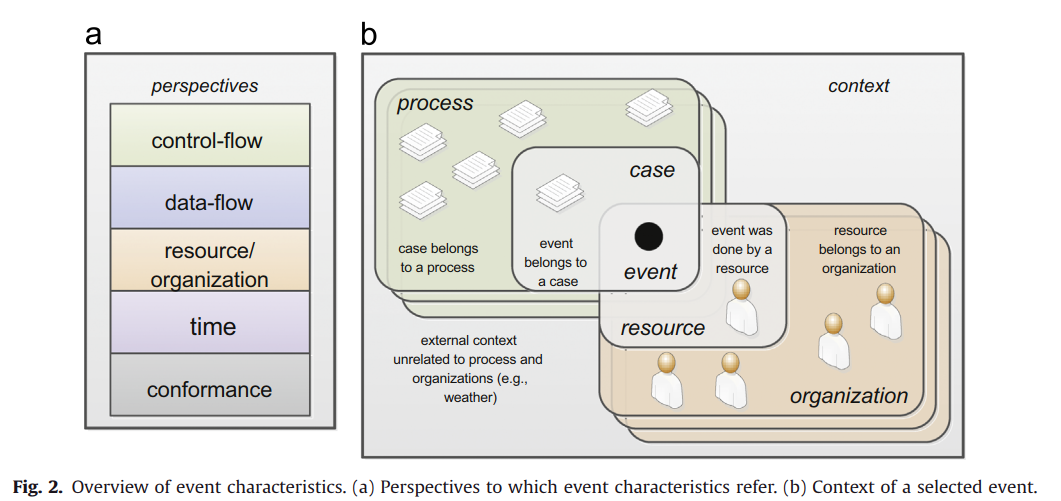 a
perspectives
control-flow
data-flow
resource/
organization
time
conformance
b
context
process
case
case belongs
to a process
event
belongs to
a case
event
event was
done by a
resource
resource
resource
belongs to an
organization
organization
external context
unrelated to process and
organizations (e.g.,
weather)
Fig. 2. Overview of event characteristics. (a) Perspectives to which event characteristics refer. (b) Context of a selected event.